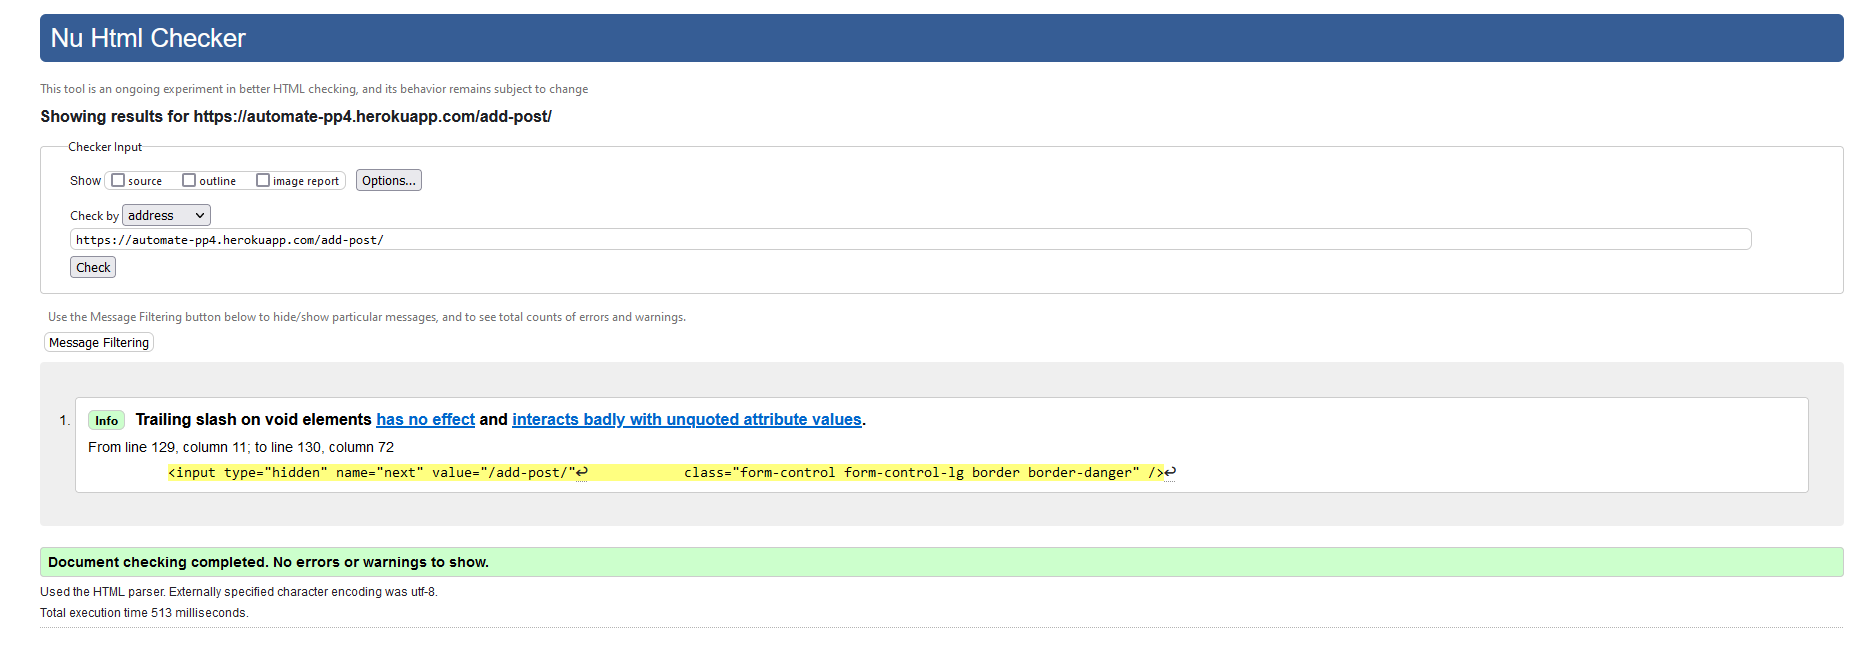 Nu Html Checker
This tool is an ongoing experiment in better HTML checking, and its behavior remains subject to change
Showing results for https://automate-pp4.herokuapp.com/add-post/
Checker Input
Show source outline image report Options...
Check by address
https://automate-pp4.herokuapp.com/add-post/
Check
Use the Message Filtering button below to hide/show particular messages, and to see total counts of errors and warnings.
Message Filtering
1. Info Trailing slash on void elements has no effect and interacts badly with unquoted attribute values.
From line 129, column 11; to line 130, column 72
<input type="hidden" name="next" value="/add-post/"↩ class="form-control form-control-lg border border-danger" />↩
Document checking completed. No errors or warnings to show.
Used the HTML parser. Externally specified character encoding was utf-8.
Total execution time 513 milliseconds.